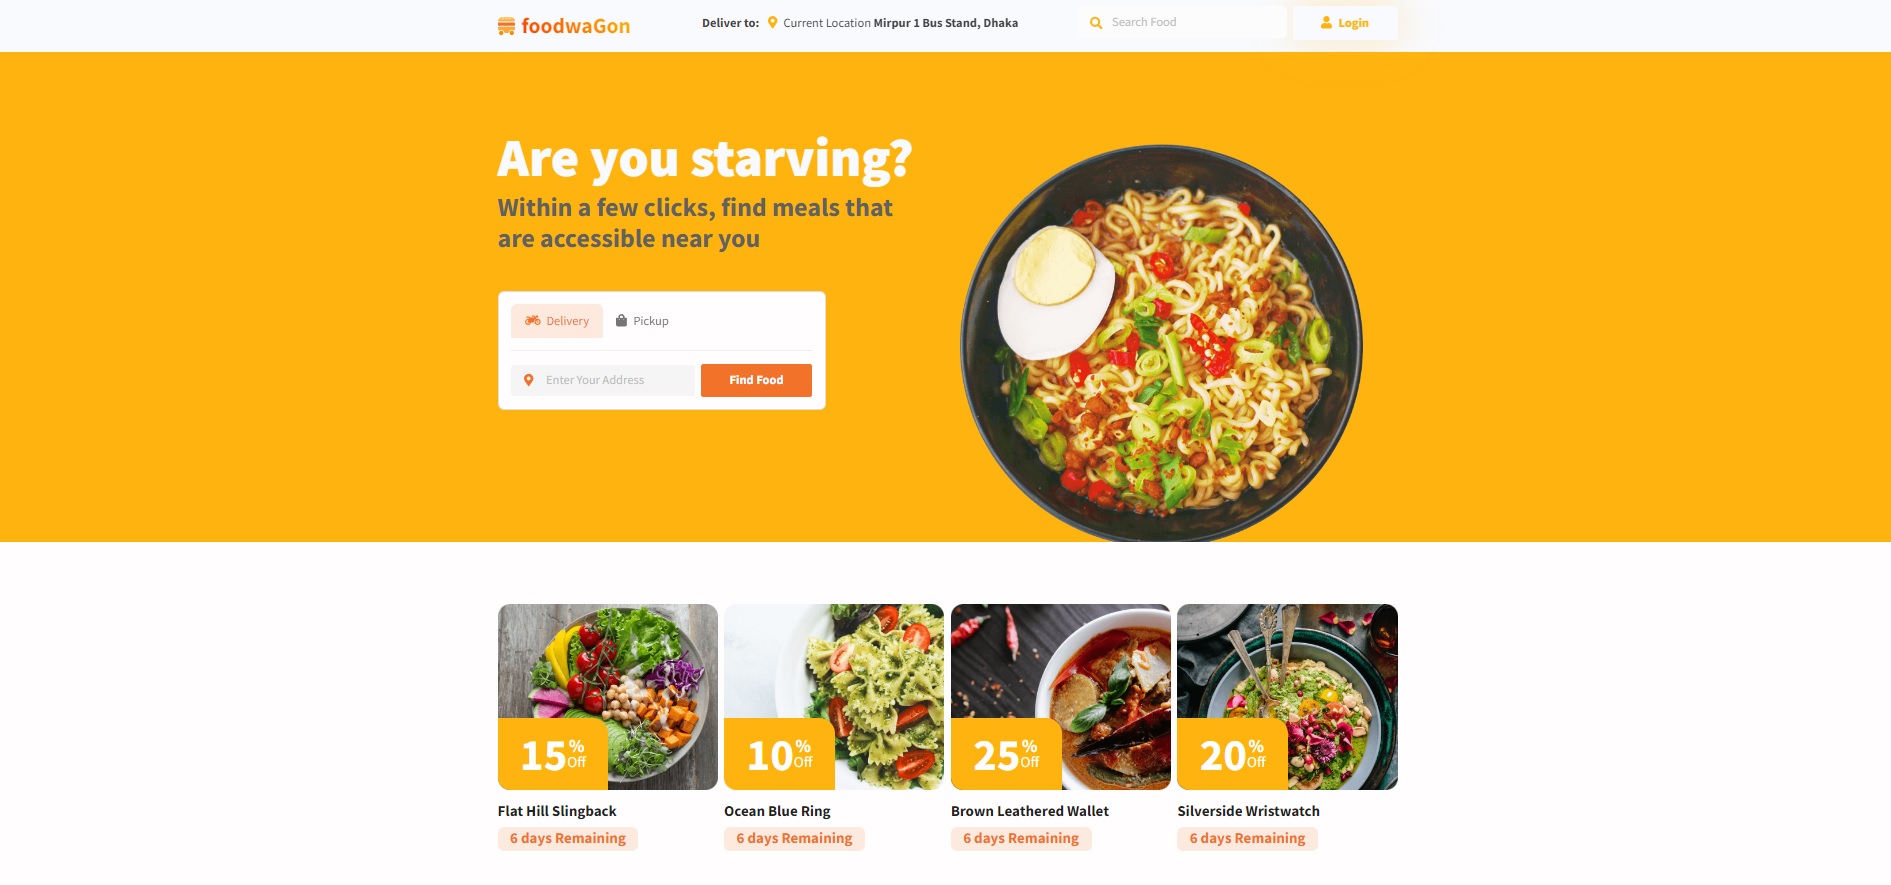 foodwaGon
Deliver to: Current Location Mirpur 1 Bus Stand, Dhaka
Search Food
Login
Are you starving?
Within a few clicks, find meals that
are accessible near you
Delivery
Pickup
Enter Your Address
Find Food
15% Off
10% Off
25% Off
20% Off
Flat Hill Slingback
Ocean Blue Ring
Brown Leathered Wallet
Silverside Wristwatch
6 days Remaining
6 days Remaining
6 days Remaining
6 days Remaining